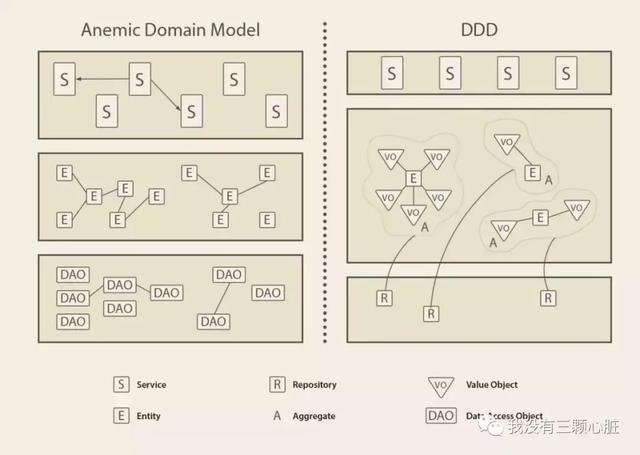 Anemic Domain Model
DDD
S S S
S S
S S S S
E E E
E E E
E E E E
DAO DAO
DAO DAO DAO DAO
DAO
DAO DAO
VO VO
E
VO VO
VO
A
VO
E
A
VO E VO
A
R R R
S Service
R Repository
VO Value Object
E Entity
A Aggregate
DAO Data Access Object
我没有三颗心脏